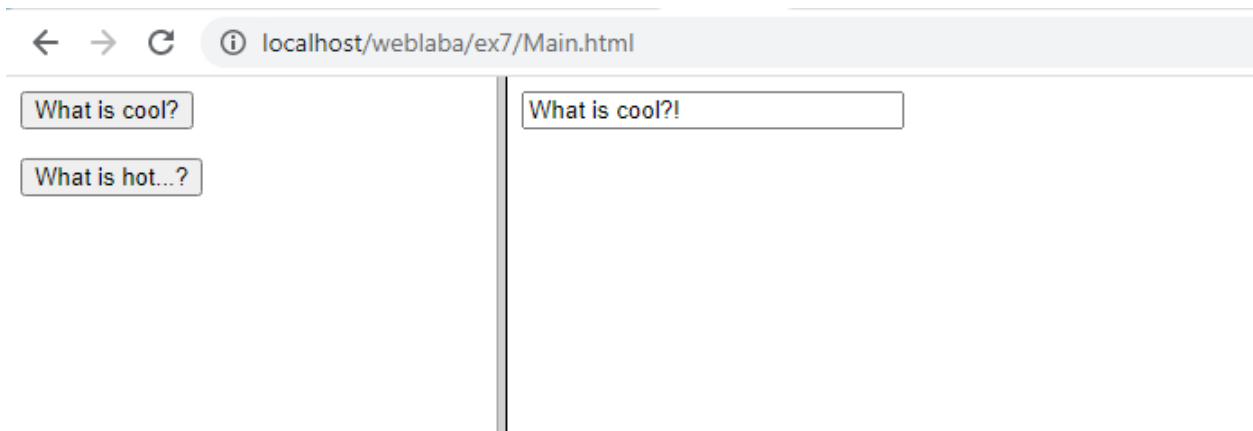 localhost/weblaba/ex7/Main.html
What is cool?
What is hot...?
What is cool?!